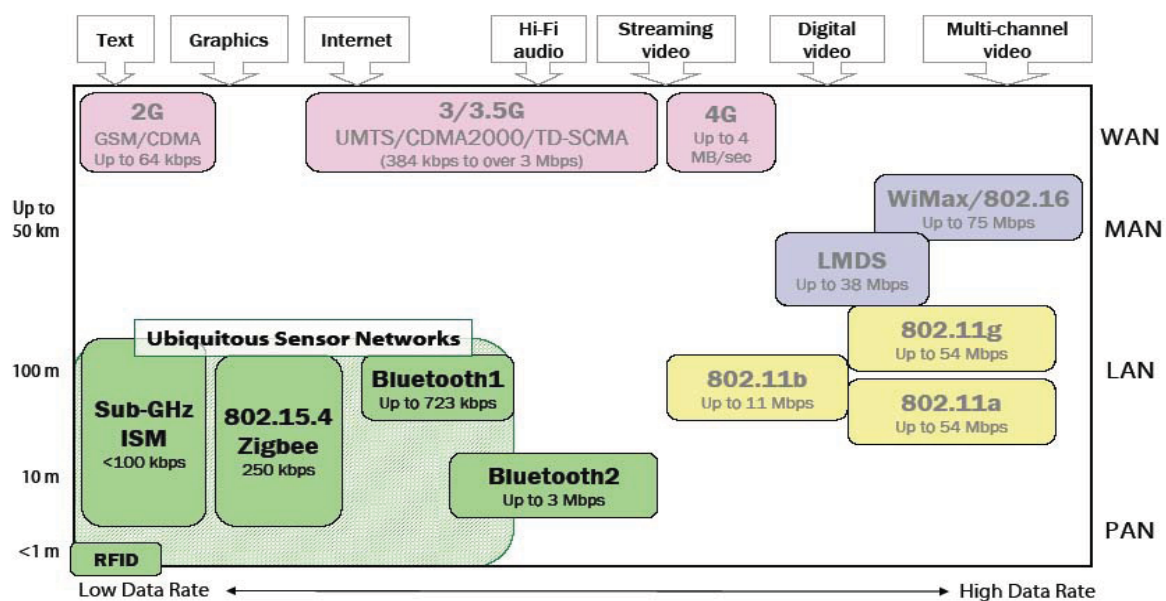 Text
Graphics
Internet
Hi-Fi
audio
Streaming
video
Digital
video
Multi-channel
video
2G
GSM/CDMA
Up to 64 kbps
3/3.5G
UMTS/CDMA2000/TD-SCMA
(384 kbps to over 3 Mbps)
4G
Up to 4
MB/sec
WAN
Up to
50 km
WiMax/802.16
Up to 75 Mbps
MAN
LMDS
Up to 38 Mbps
Ubiquitous Sensor Networks
100 m
Sub-GHz
ISM
<100 kbps
802.15.4
Zigbee
250 kbps
Bluetooth1
Up to 723 kbps
802.11b
Up to 11 Mbps
802.11g
Up to 54 Mbps
802.11a
Up to 54 Mbps
LAN
10 m
Bluetooth2
Up to 3 Mbps
PAN
<1 m
RFID
Low Data Rate
High Data Rate